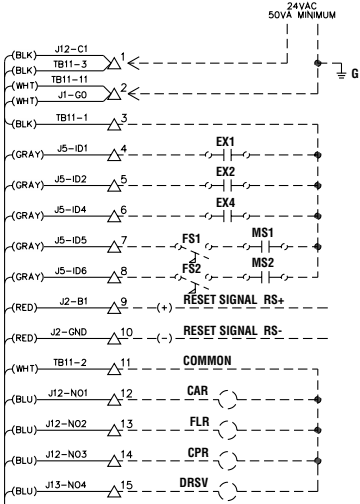 24VAC
50VA MINIMUM
(BLK) J12-C1 1
(BLK) TB11-3
G
(WHT) TB11-11 2
(WHT) J1-G0
(BLK) TB11-1 3
(GRAY) J5-ID1 4 EX1
(GRAY) J5-ID2 5 EX2
(GRAY) J5-ID4 6 EX4
(GRAY) J5-ID5 7 FS1 MS1
(GRAY) J5-ID6 8 FS2 MS2
(RED) J2-B1 9 (+) RESET SIGNAL RS+
(RED) J2-GND 10 (-) RESET SIGNAL RS-
(WHT) TB11-2 11 COMMON
(BLU) J12-NO1 12 CAR
(BLU) J12-NO2 13 FLR
(BLU) J12-NO3 14 CPR
(BLU) J13-NO4 15 DRSV